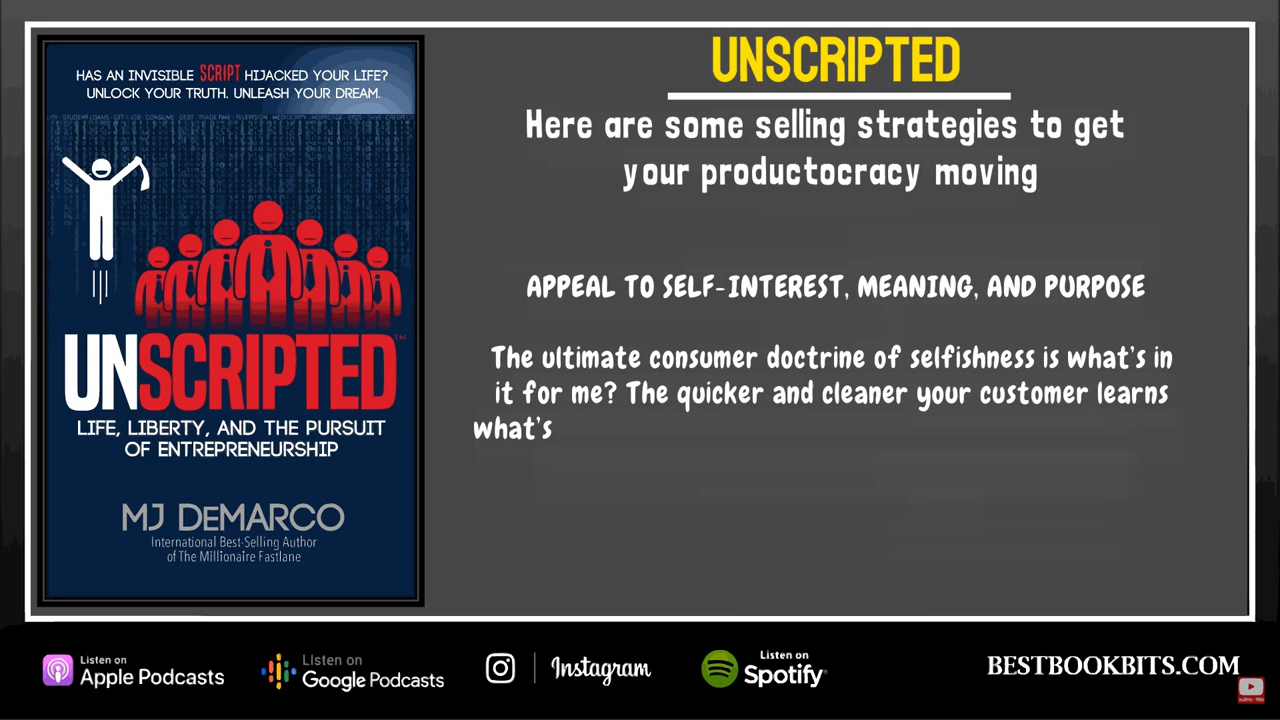 HAS AN INVISIBLE SCRIPT HIJACKED YOUR LIFE?
UNLOCK YOUR TRUTH. UNLEASH YOUR DREAM.
UNSCRIPTED™
LIFE, LIBERTY, AND THE PURSUIT
OF ENTREPRENEURSHIP
MJ DeMARCO
International Best-Selling Author
of The Millionaire Fastlane
UNSCRIPTED
Here are some selling strategies to get
your productocracy moving
APPEAL TO SELF-INTEREST, MEANING, AND PURPOSE
The ultimate consumer doctrine of selfishness is what's in
it for me? The quicker and cleaner your customer learns
what's
Listen on
Apple Podcasts
Listen on
Google Podcasts
Instagram
Listen on
Spotify
BESTBOOKBITS.COM